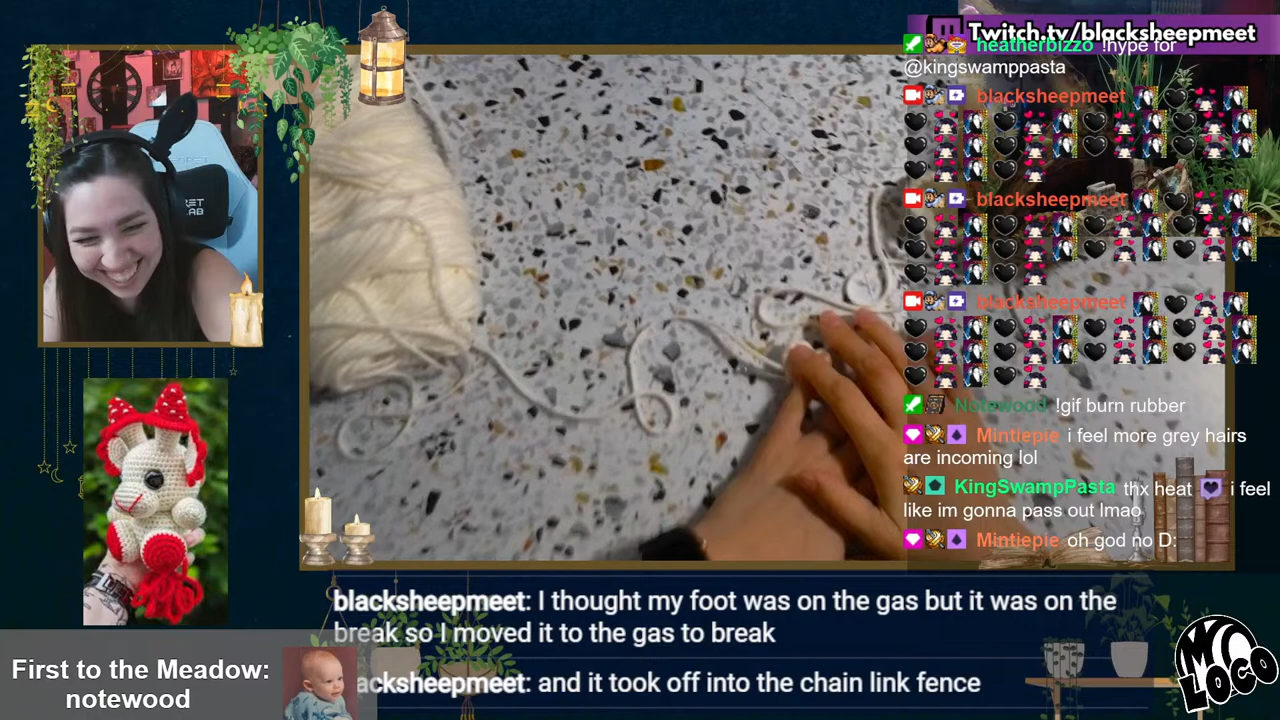 Twitch.tv/blacksheepmeet
heatherbizzo !hype for
@kingswamppasta
blacksheepmeet
blacksheepmeet
blacksheepmeet
Notewood !gif burn rubber
Mintiepie i feel more grey hairs
are incoming lol
KingSwampPasta thx heat i feel
like im gonna pass out lmao
Mintiepie oh god no D:
blacksheepmeet: I thought my foot was on the gas but it was on the
break so I moved it to the gas to break
acksheepmeet: and it took off into the chain link fence
First to the Meadow:
notewood
MC
LOCO